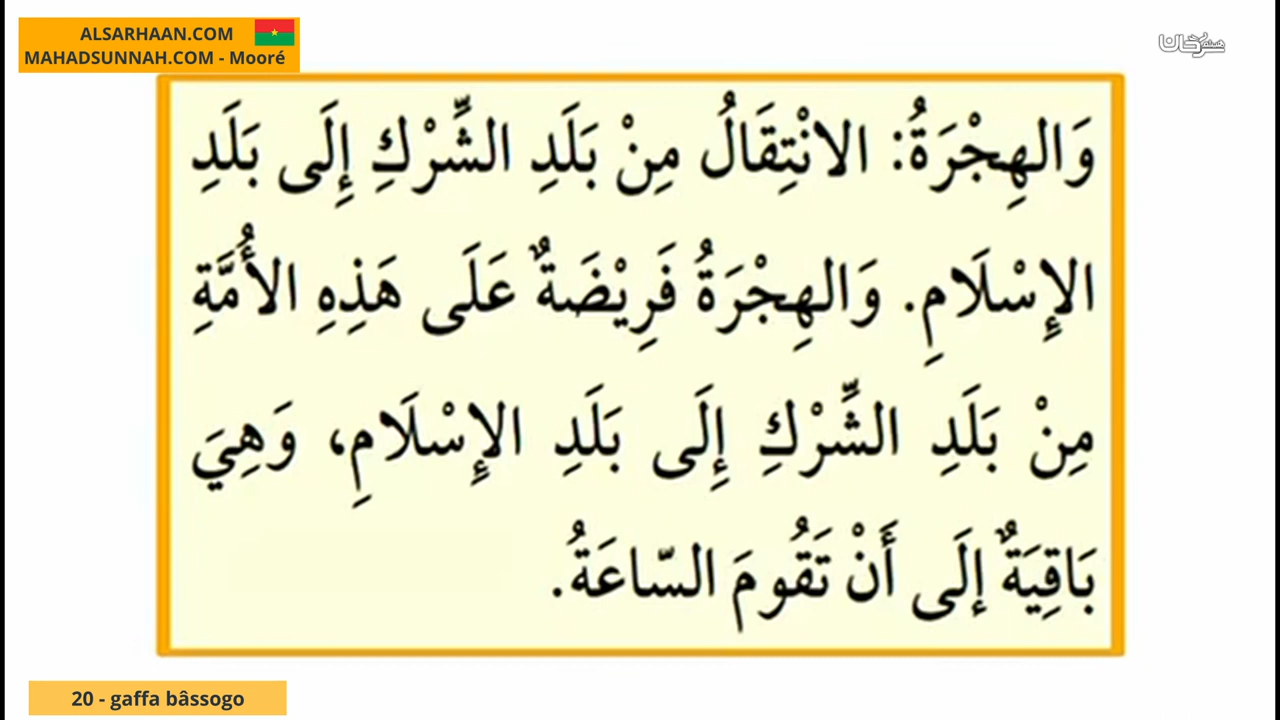 ALSARHAAN.COM
MAHADSUNNAH.COM - Mooré
وَالهِجْرَةُ: الانْتِقَالُ مِنْ بَلَدِ الشِّرْكِ إِلَى بَلَدِ
الإِسْلَامِ. وَالهِجْرَةُ فَرِيْضَةٌ عَلَى هَذِهِ الأُمَّةِ
مِنْ بَلَدِ الشِّرْكِ إِلَى بَلَدِ الإِسْلَامِ، وَهِيَ
بَاقِيَةٌ إِلَى أَنْ تَقُومَ السّاعَةُ.
20 - gaffa bâssogo